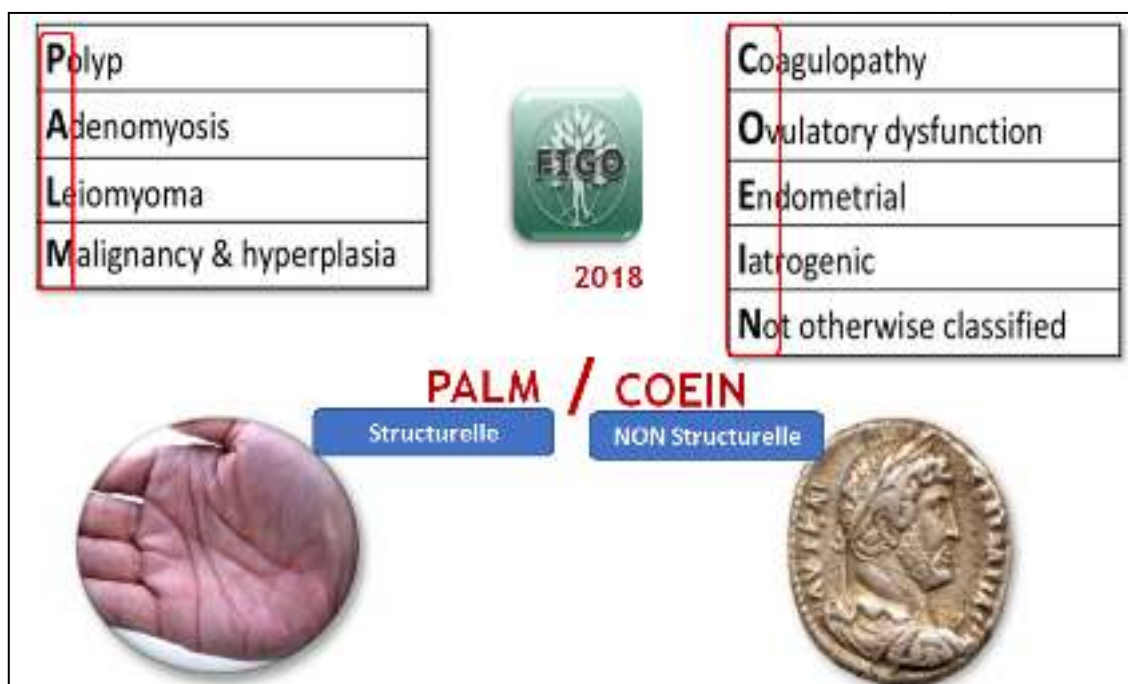 Polyp
Adenomyosis
Leiomyoma
Malignancy & hyperplasia
FIGO
2018
Coagulopathy
Ovulatory dysfunction
Endometrial
Iatrogenic
Not otherwise classified
PALM / COEIN
Structurelle
NON Structurelle